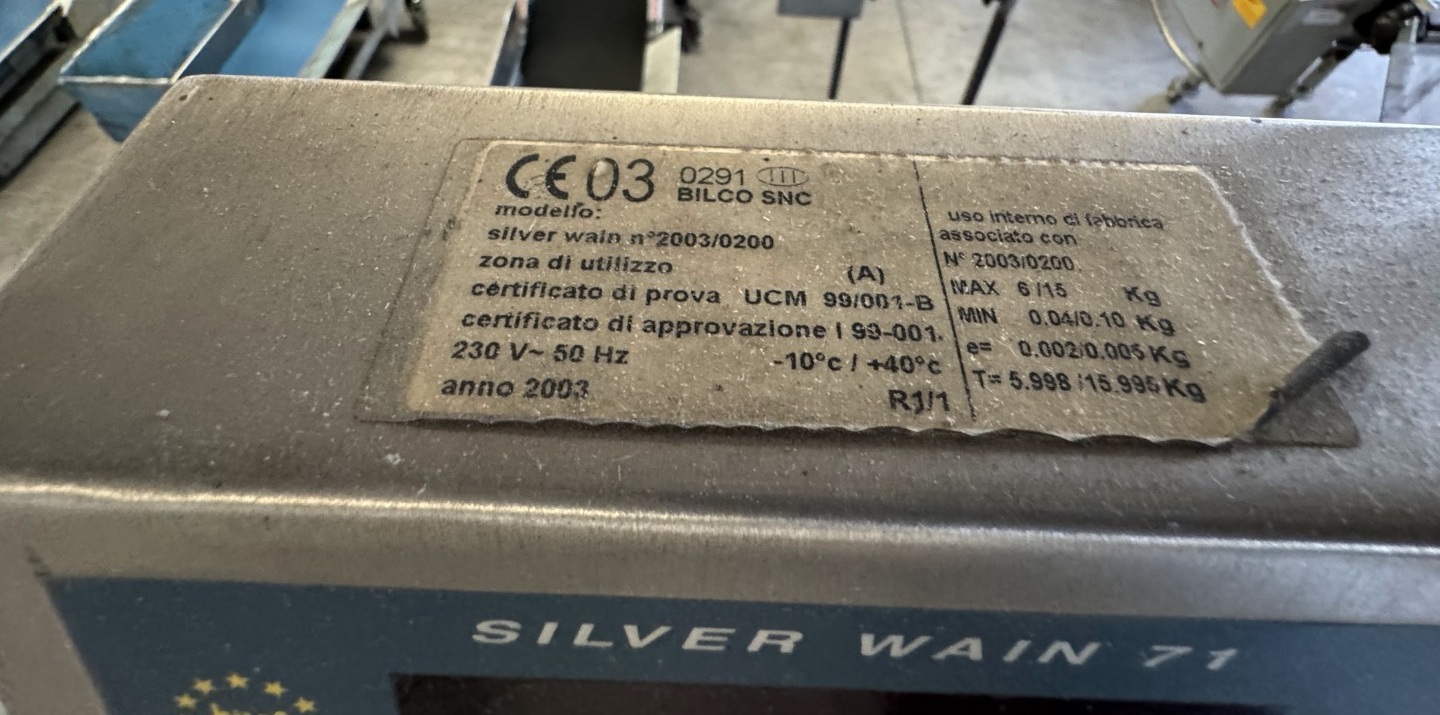 CE 03 0291 III
BILCO SNC
modello:
silver wain n°2003/0200
zona di utilizzo (A)
certificato di prova UCM 99/001-B
certificato di approvazione I 99-001.
230 V~ 50 Hz -10°c / +40°c
anno 2003 R1/1
uso interno di fabbrica
associato con
N° 2003/0200
MAX 6/15 Kg
MIN 0.04/0.10 Kg
e= 0.002/0.005 Kg
T= 5.998 /15.995 Kg
SILVER WAIN 71